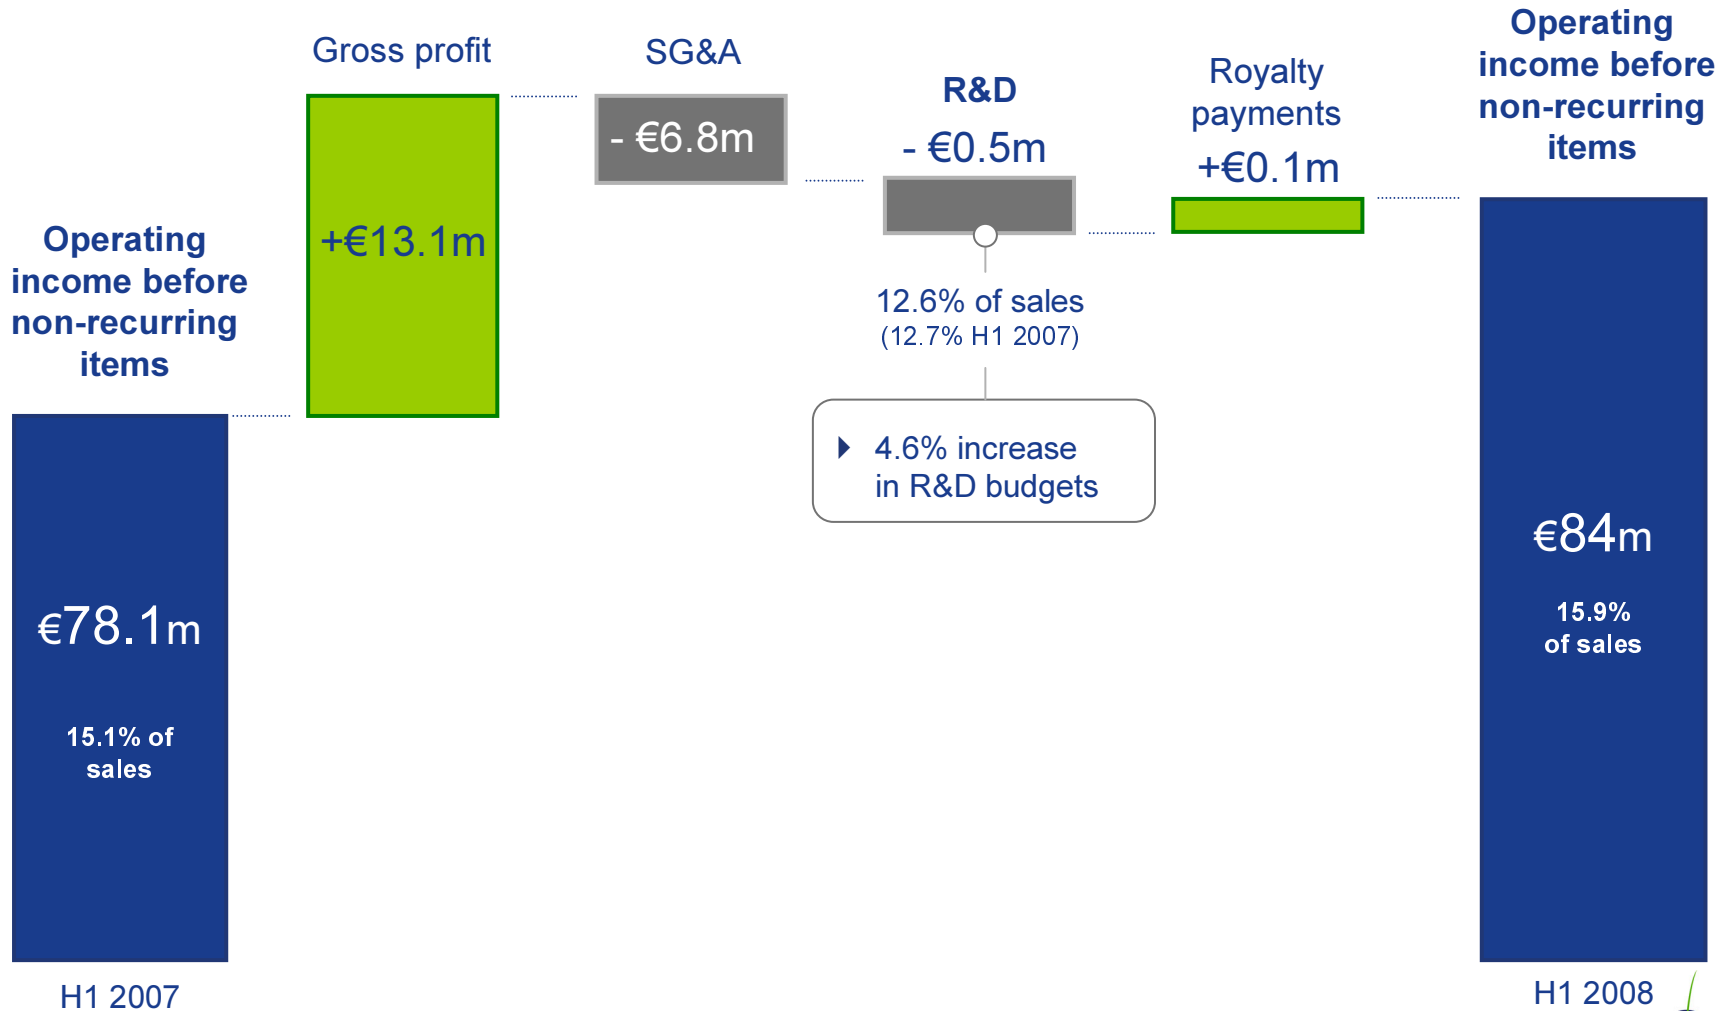 Operating
income before
non-recurring
items
€78.1m
15.1% of
sales
H1 2007
Gross profit
+€13.1m
SG&A
- €6.8m
R&D
- €0.5m
12.6% of sales
(12.7% H1 2007)
4.6% increase
in R&D budgets
Royalty
payments
+€0.1m
Operating
income before
non-recurring
items
€84m
15.9%
of sales
H1 2008